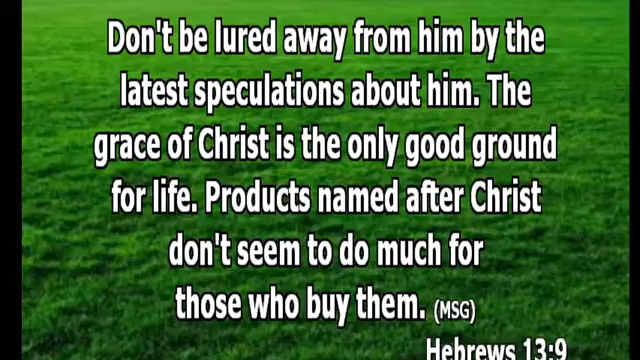 Don't be lured away from him by the
latest speculations about him. The
grace of Christ is the only good ground
for life. Products named after Christ
don't seem to do much for
those who buy them. (MSG)
Hebrews 13:9